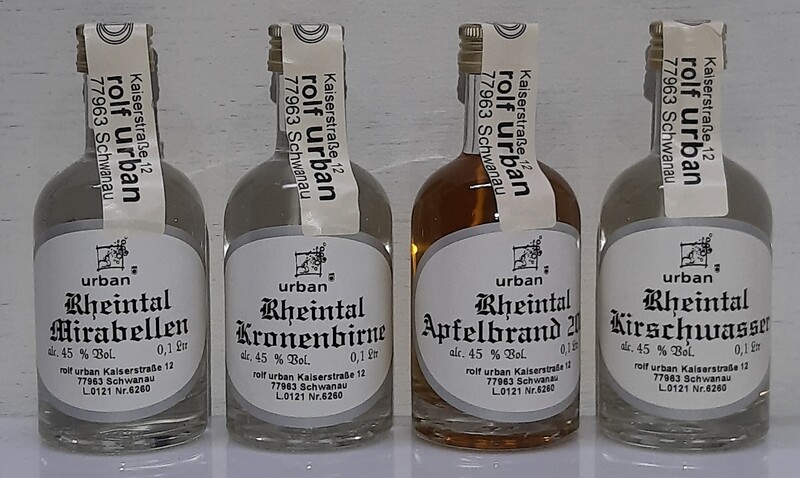 Kaiserstraße 12
rolf urban
77963 Schwanau
urban
Rheintal
Mirabellen
alc. 45 % Vol. 0,1 Ltr
rolf urban Kaiserstraße 12
77963 Schwanau
L.0121 Nr.6260
Kaiserstraße 12
rolf urban
77963 Schwanau
urban
Rheintal
Kronenbirne
alc. 45 % Vol. 0,1 Ltr
rolf urban Kaiserstraße 12
77963 Schwanau
L.0121 Nr.6260
Kaiserstraße 12
rolf urban
77963 Schwanau
urban
Rheintal
Apfelbrand 20
alc. 45 % Vol. 0,1 Ltr
rolf urban Kaiserstraße 12
77963 Schwanau
L.0121 Nr.6260
Kaiserstraße 12
rolf urban
77963 Schwanau
urban
Rheintal
Kirschwasser
alc. 45 % Vol. 0,1 Ltr
rolf urban Kaiserstraße 12
77963 Schwanau
L.0121 Nr.6260